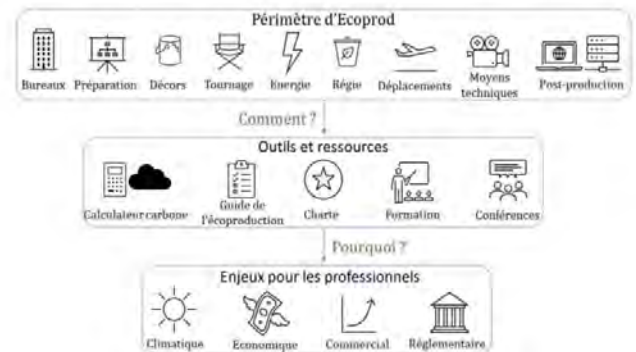 Périmètre d'Ecoprod
Bureaux Préparation Décors Tournage Energie Régie Déplacements Moyens techniques Post-production
Comment ?
Outils et ressources
Calculateur carbone Guide de l'écoproduction Charte Formation Conférences
Pourquoi ?
Enjeux pour les professionnels
Climatique Economique Commercial Réglementaire